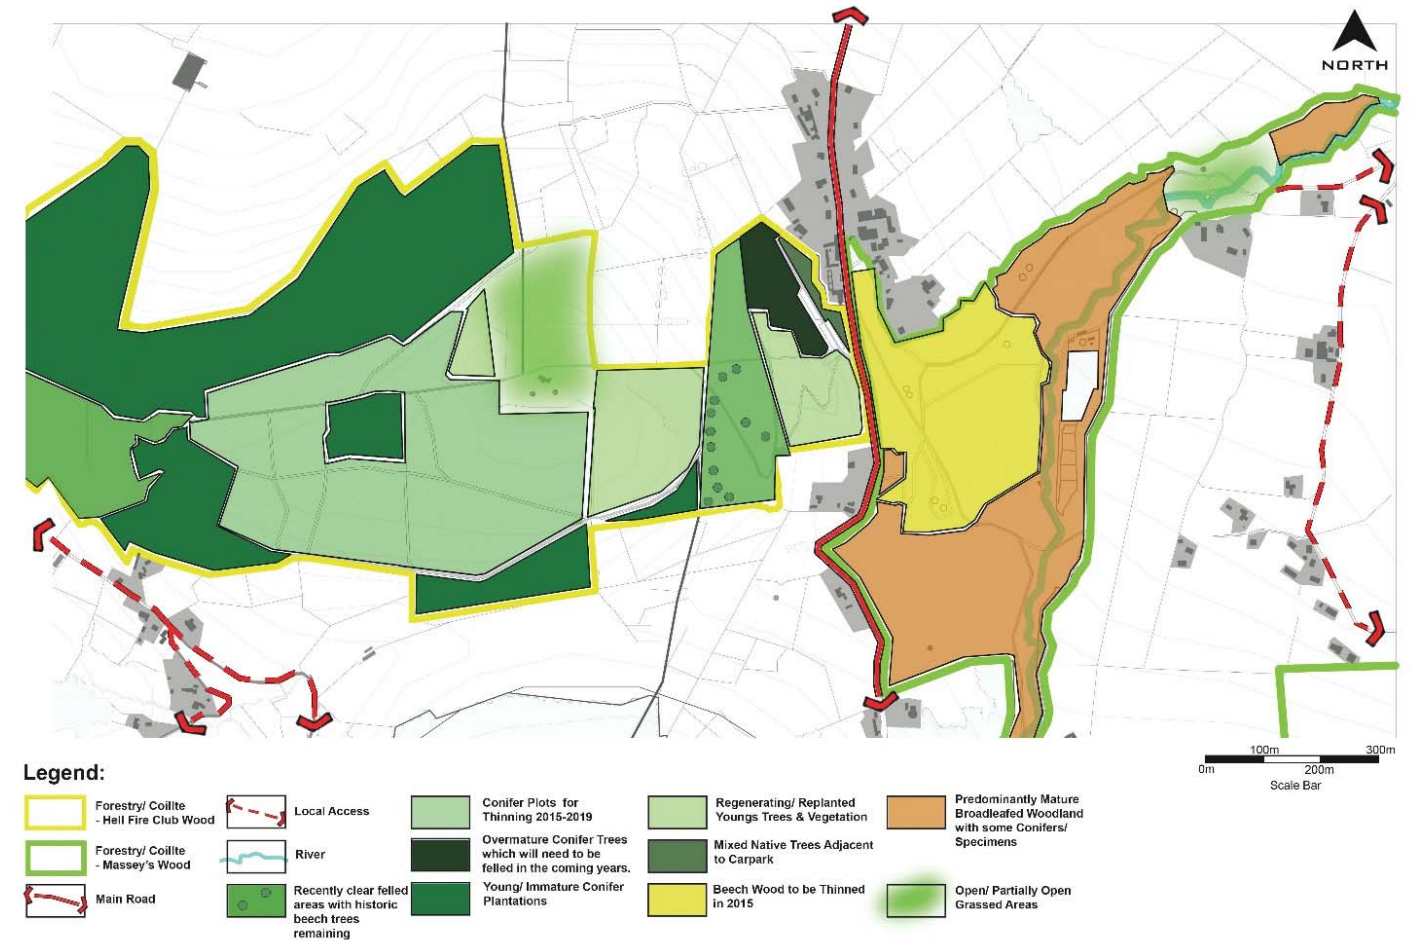 NORTH
100m 300m
0m 200m
Scale Bar
Legend:
Forestry/ Coillte
- Hell Fire Club Wood
Forestry/ Coillte
- Massey's Wood
Main Road
Local Access
River
Recently clear felled
areas with historic
beech trees
remaining
Conifer Plots for
Thinning 2015-2019
Overmature Conifer Trees
which will need to be
felled in the coming years.
Young/ Immature Conifer
Plantations
Regenerating/ Replanted
Youngs Trees & Vegetation
Mixed Native Trees Adjacent
to Carpark
Beech Wood to be Thinned
in 2015
Predominantly Mature
Broadleafed Woodland
with some Conifers/
Specimens
Open/ Partially Open
Grassed Areas